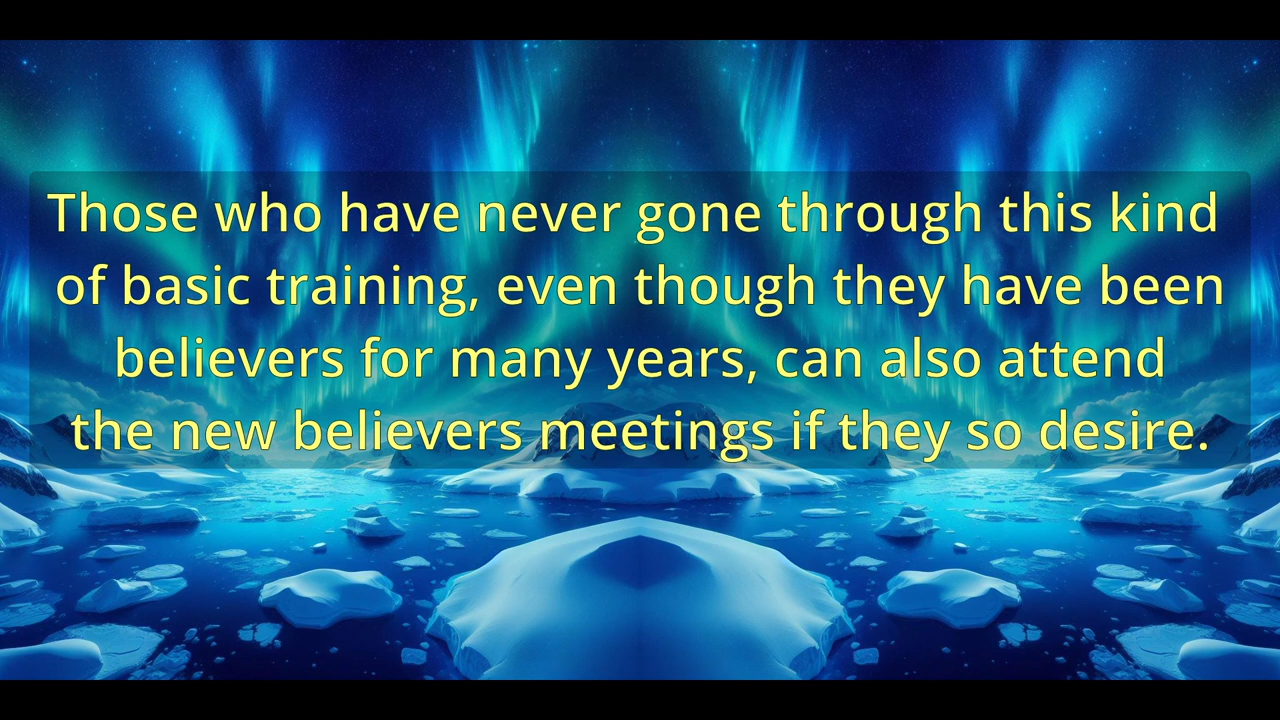 Those who have never gone through this kind
of basic training, even though they have been
believers for many years, can also attend
the new believers meetings if they so desire.